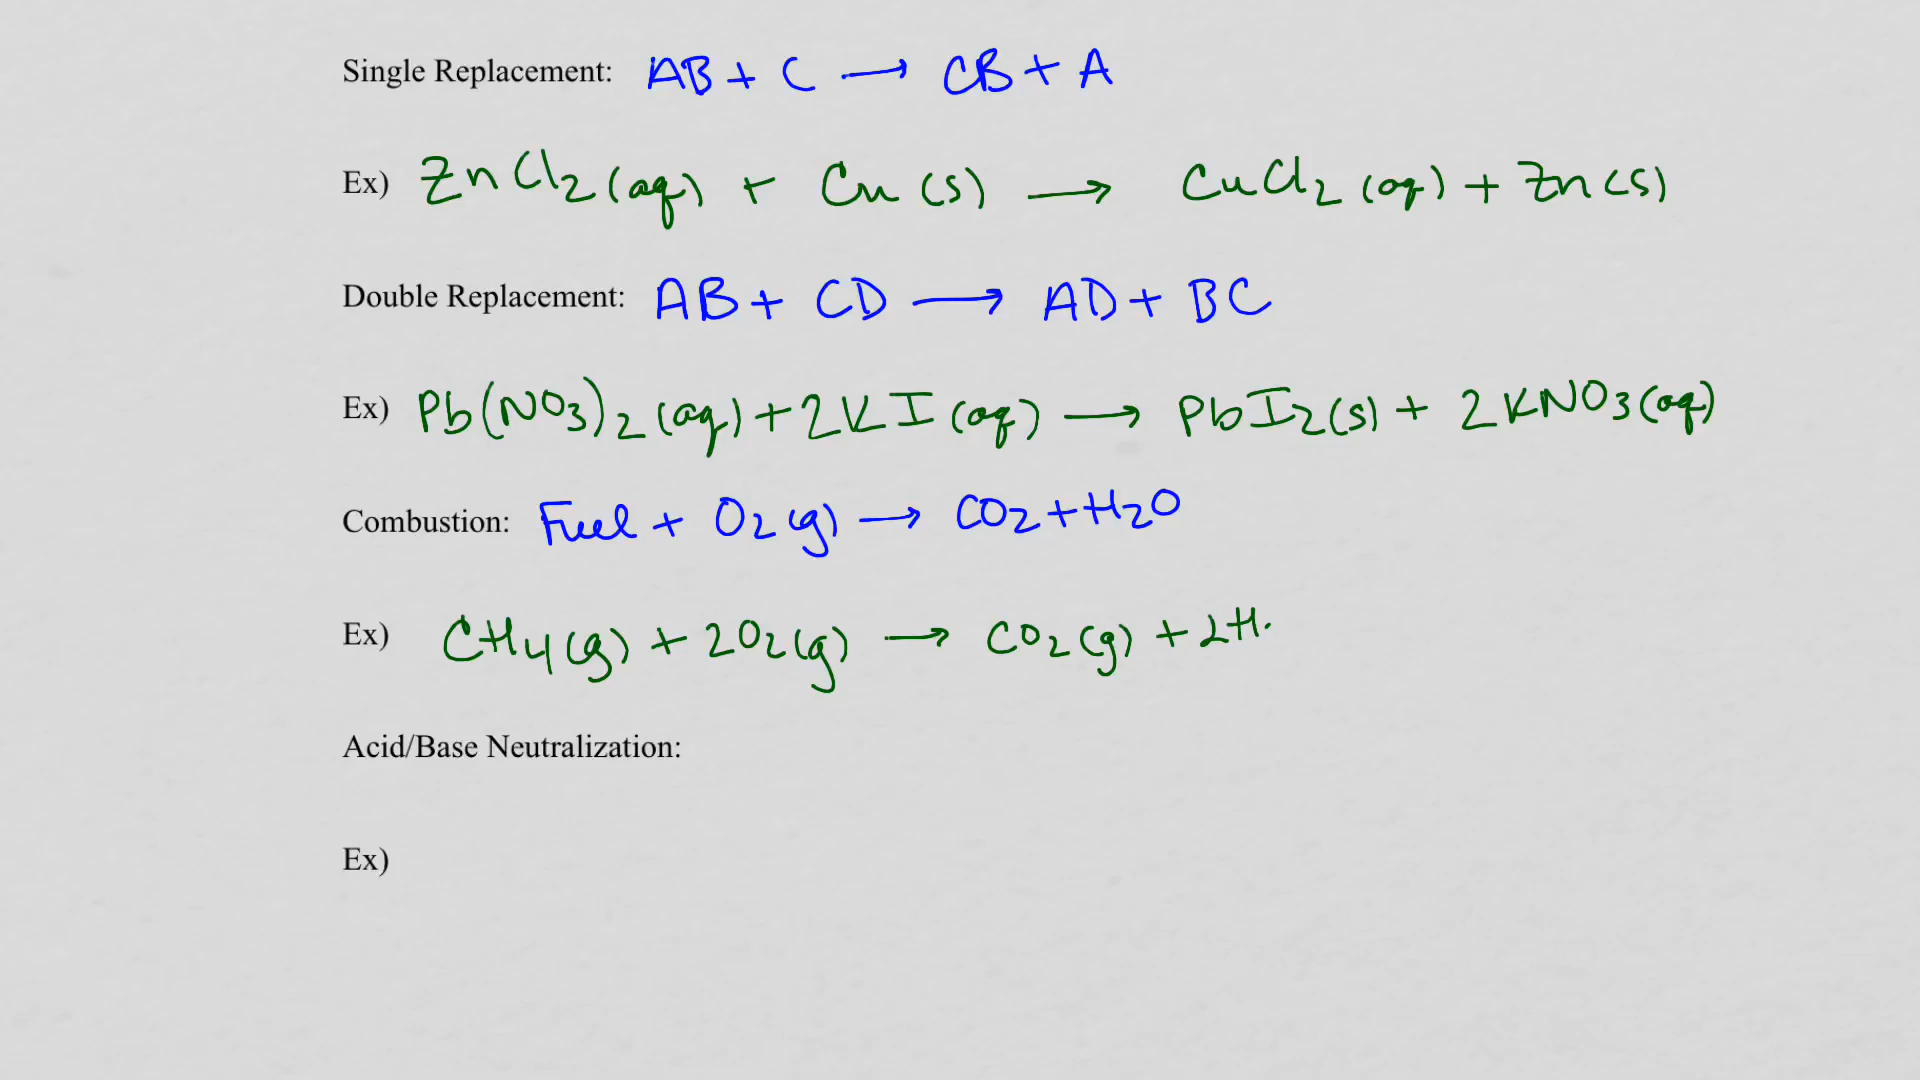 Single Replacement: AB + C → CB + A
Ex) ZnCl2(aq) + Cu(s) → CuCl2(aq) + Zn(s)
Double Replacement: AB + CD → AD + BC
Ex) Pb(NO3)2(aq) + 2KI(aq) → PbI2(s) + 2KNO3(aq)
Combustion: Fuel + O2(g) → CO2 + H2O
Ex) CH4(g) + 2O2(g) → CO2(g) + 2H
Acid/Base Neutralization:
Ex)